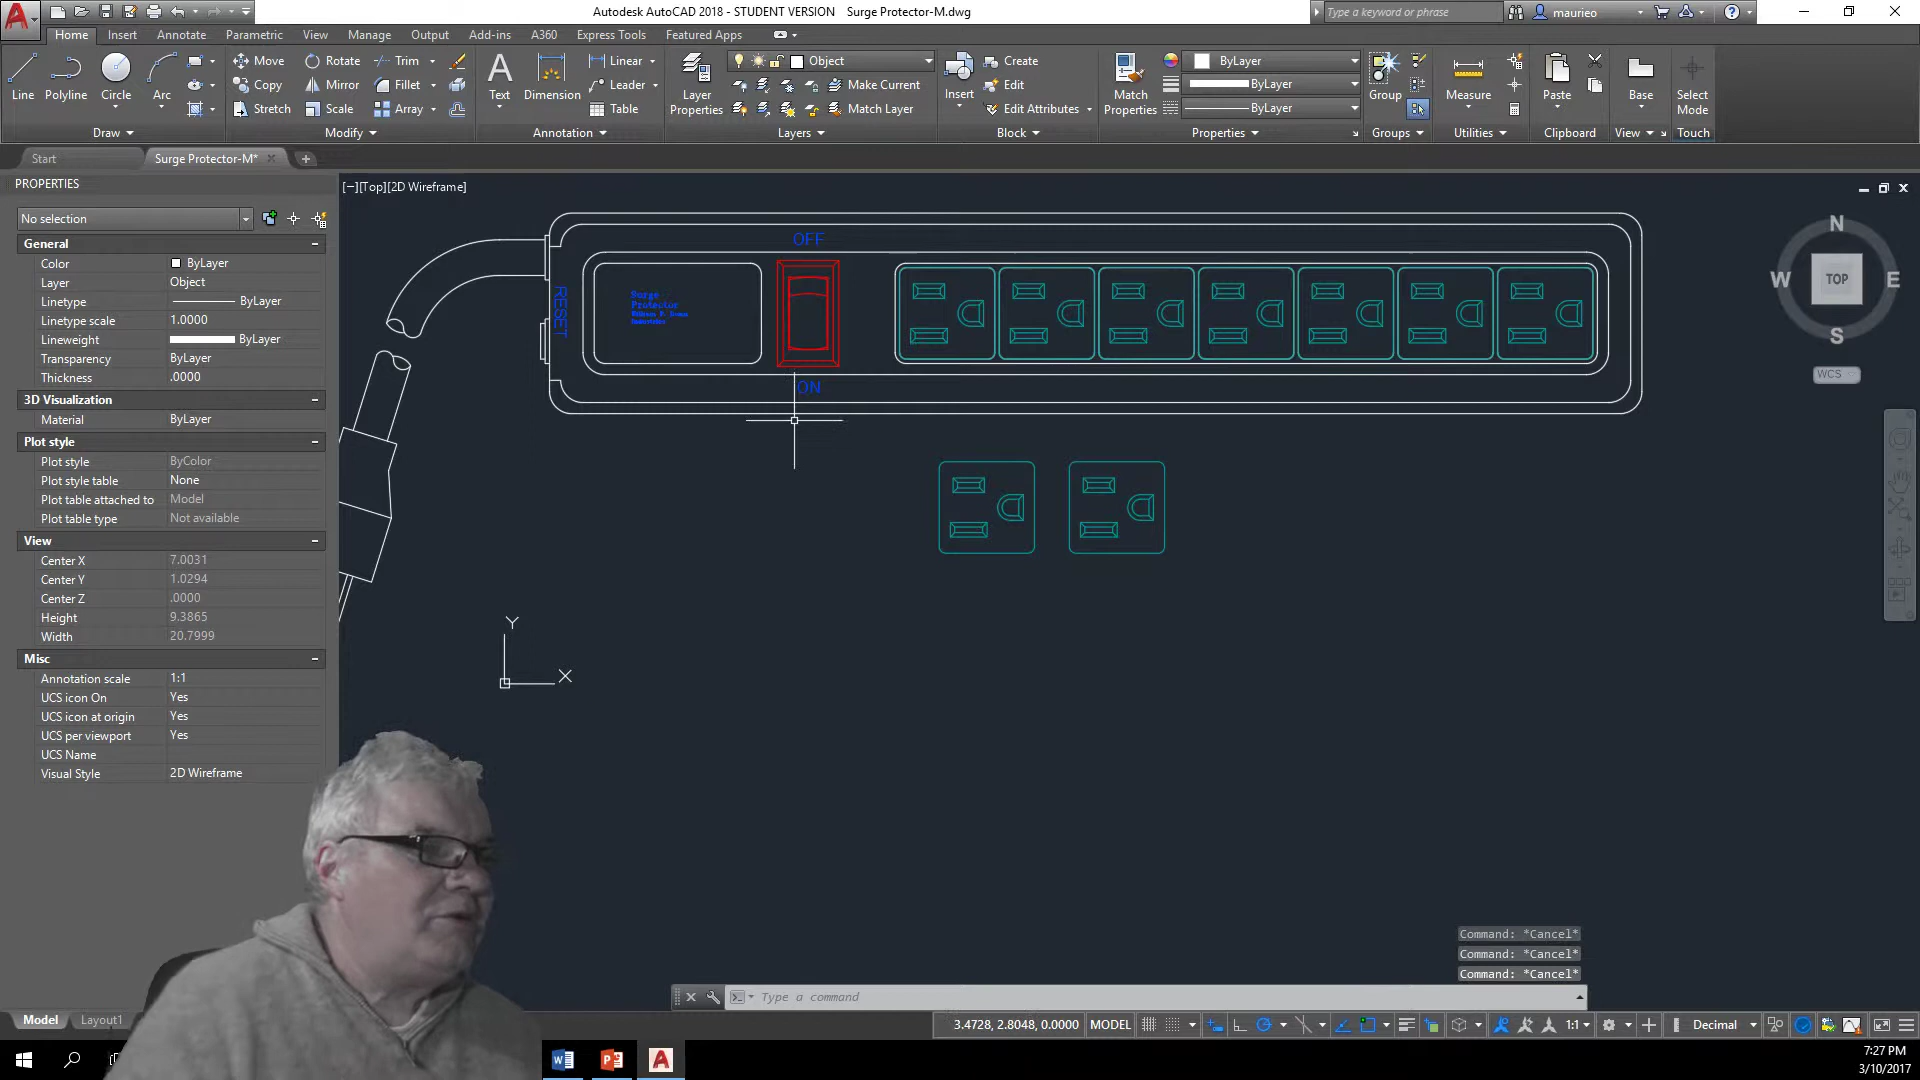 Autodesk AutoCAD 2018 - STUDENT VERSION Surge Protector-M.dwg
Type a keyword or phrase
maurieo
Home Insert Annotate Parametric View Manage Output Add-ins A360 Express Tools Featured Apps
Line Polyline Circle Arc
Draw
Move Rotate Trim
Copy Mirror Fillet
Stretch Scale Array
Modify
Text Dimension
Linear
Leader
Table
Annotation
Layer Properties
Object
Make Current
Match Layer
Layers
Insert
Create
Edit
Edit Attributes
Block
Match Properties
ByLayer
ByLayer
ByLayer
Properties
Group
Groups
Measure
Utilities
Paste
Clipboard
Base
View
Select Mode
Touch
Start Surge Protector-M*
PROPERTIES
No selection
General
Color ByLayer
Layer Object
Linetype ByLayer
Linetype scale 1.0000
Lineweight ByLayer
Transparency ByLayer
Thickness .0000
3D Visualization
Material ByLayer
Plot style
Plot style ByColor
Plot style table None
Plot table attached to Model
Plot table type Not available
View
Center X 7.0031
Center Y 1.0294
Center Z .0000
Height 9.3865
Width 20.7999
Misc
Annotation scale 1:1
UCS icon On Yes
UCS icon at origin Yes
UCS per viewport Yes
UCS Name
Visual Style 2D Wireframe
[−][Top][2D Wireframe]
OFF
RESET
Surge
Protector
ON
Y
X
N
W TOP E
S
WCS
Command: *Cancel*
Command: *Cancel*
Command: *Cancel*
Type a command
Model Layout1
3.4728, 2.8048, 0.0000 MODEL
1:1
Decimal
7:27 PM
3/10/2017